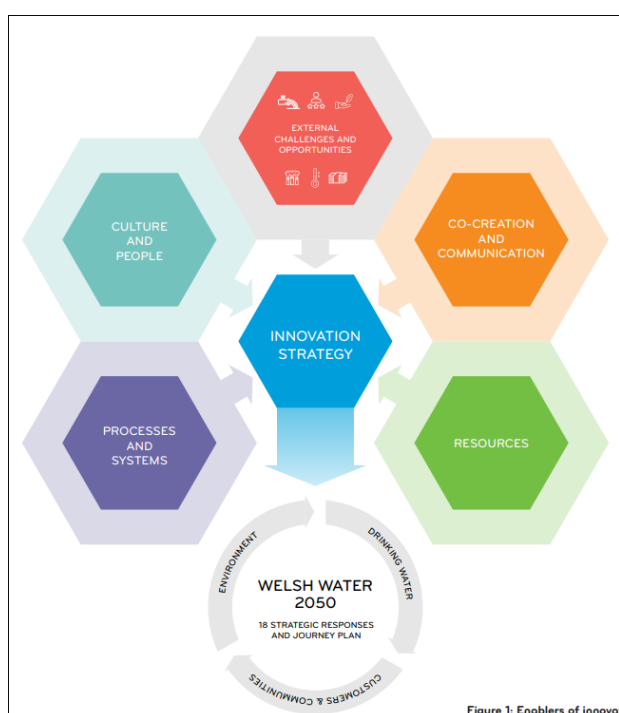 EXTERNAL
CHALLENGES AND
OPPORTUNITIES
CULTURE
AND
PEOPLE
CO-CREATION
AND
COMMUNICATION
INNOVATION
STRATEGY
PROCESSES
AND
SYSTEMS
RESOURCES
ENVIRONMENT
DRINKING WATER
WELSH WATER
2050
18 STRATEGIC RESPONSES
AND JOURNEY PLAN
CUSTOMERS & COMMUNITIES
Figure 1: Enablers of